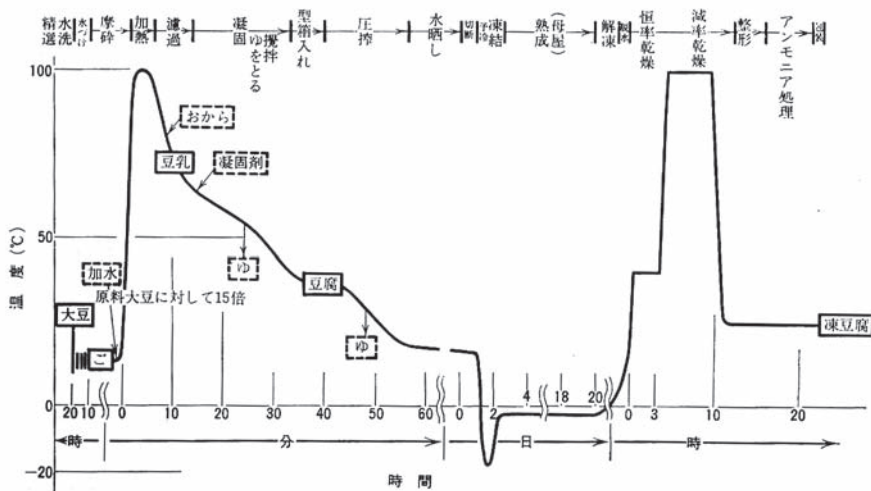 精選
水洗
水づけ
摩砕
加熱
濾過
凝固
攪拌
ゆをとる
型箱入れ
圧搾
水晒し
切断
予冷
凍結
(母屋)
熟成
解凍
恒率乾燥
減率乾燥
整形
アンモニア処理
100
おから
豆乳
凝固剤
50
ゆ
加水
原料大豆に対して15倍
大豆
ご
豆腐
ゆ
凍豆腐
温度(℃)
0
-20
20 10 0 10 20 30 40 50 60 0 2 4 18 20 0 3 10 20
時 分 日 時
時間